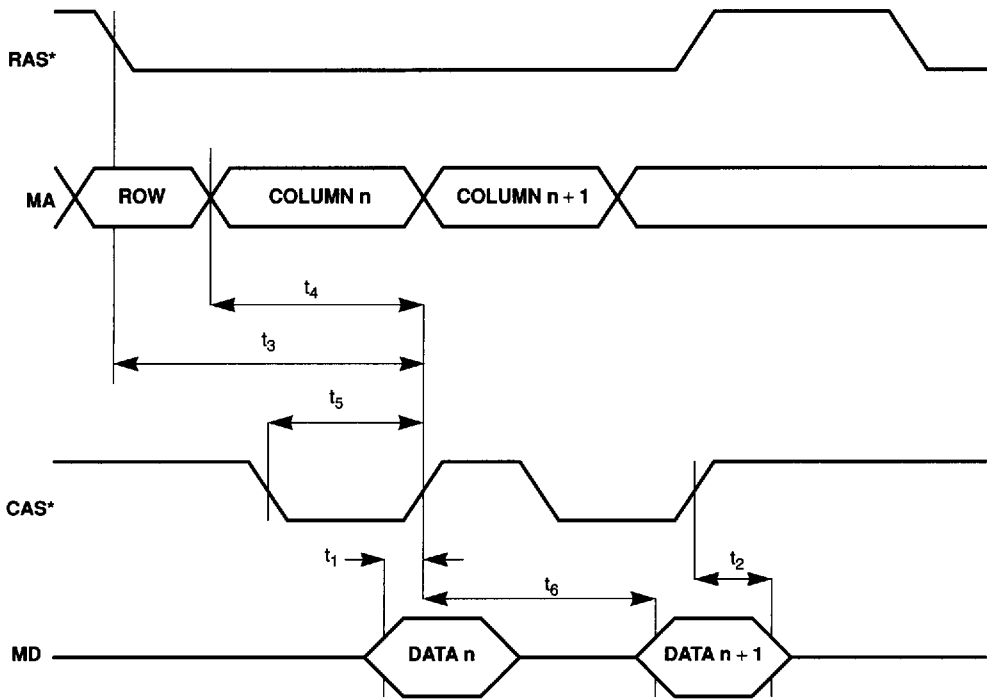 RAS*
MA ROW COLUMN n COLUMN n + 1
t4
t3
t5
CAS*
t1 t2
t6
MD DATA n DATA n + 1